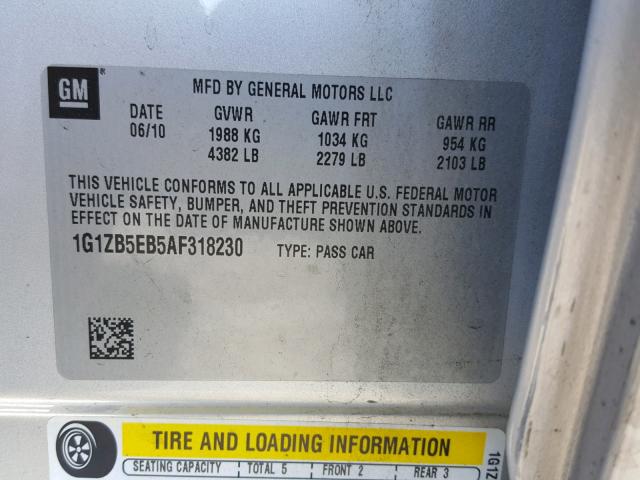 GM
MFD BY GENERAL MOTORS LLC
DATE GVWR GAWR FRT GAWR RR
06/10 1988 KG 1034 KG 954 KG
4382 LB 2279 LB 2103 LB
THIS VEHICLE CONFORMS TO ALL APPLICABLE U.S. FEDERAL MOTOR
VEHICLE SAFETY, BUMPER, AND THEFT PREVENTION STANDARDS IN
EFFECT ON THE DATE OF MANUFACTURE SHOWN ABOVE.
1G1ZB5EB5AF318230 TYPE: PASS CAR
TIRE AND LOADING INFORMATION
SEATING CAPACITY TOTAL 5 FRONT 2 REAR 3
1G1Z